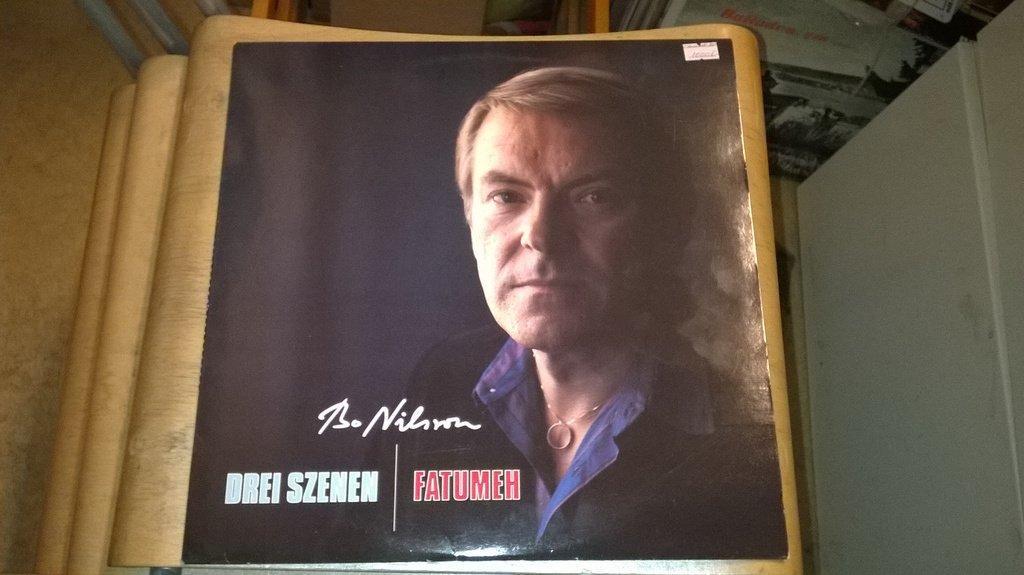 Bo Nilsson
DREI SZENEN
FATUMEH